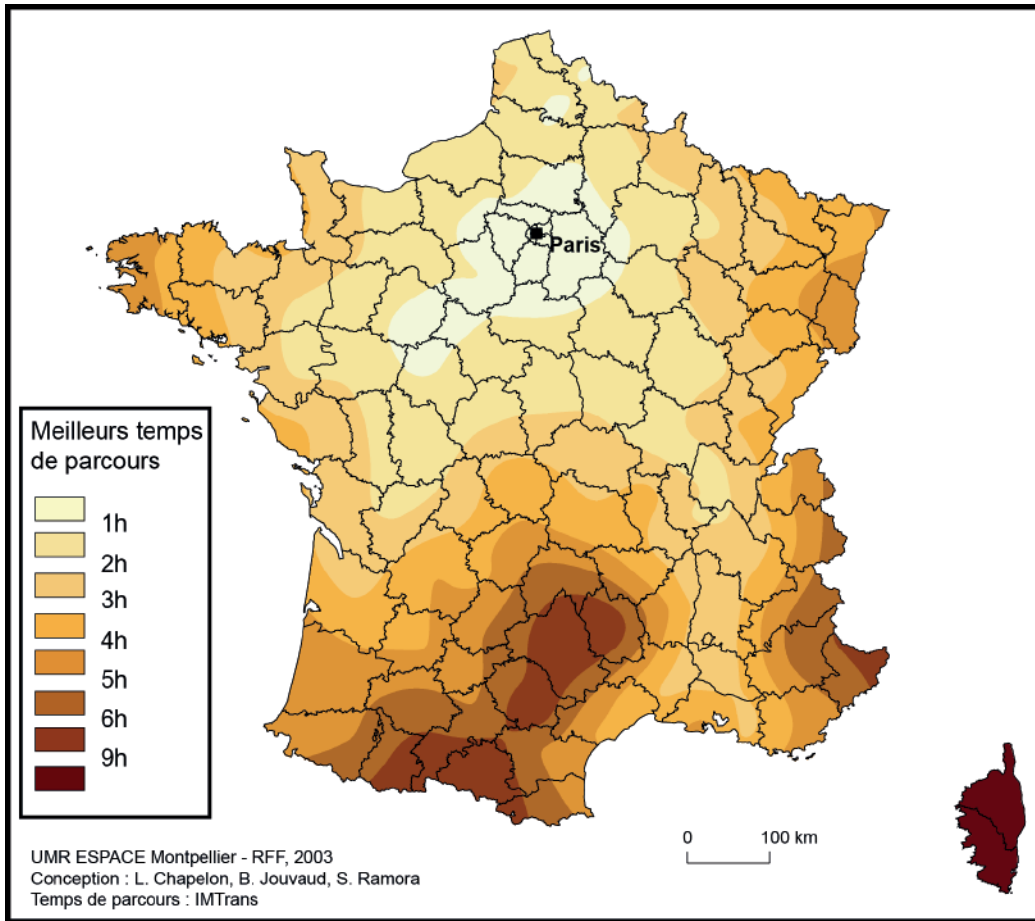 Paris
Meilleurs temps
de parcours
1h
2h
3h
4h
5h
6h
9h
0 100 km
UMR ESPACE Montpellier - RFF, 2003
Conception : L. Chapelon, B. Jouvaud, S. Ramora
Temps de parcours : IMTrans